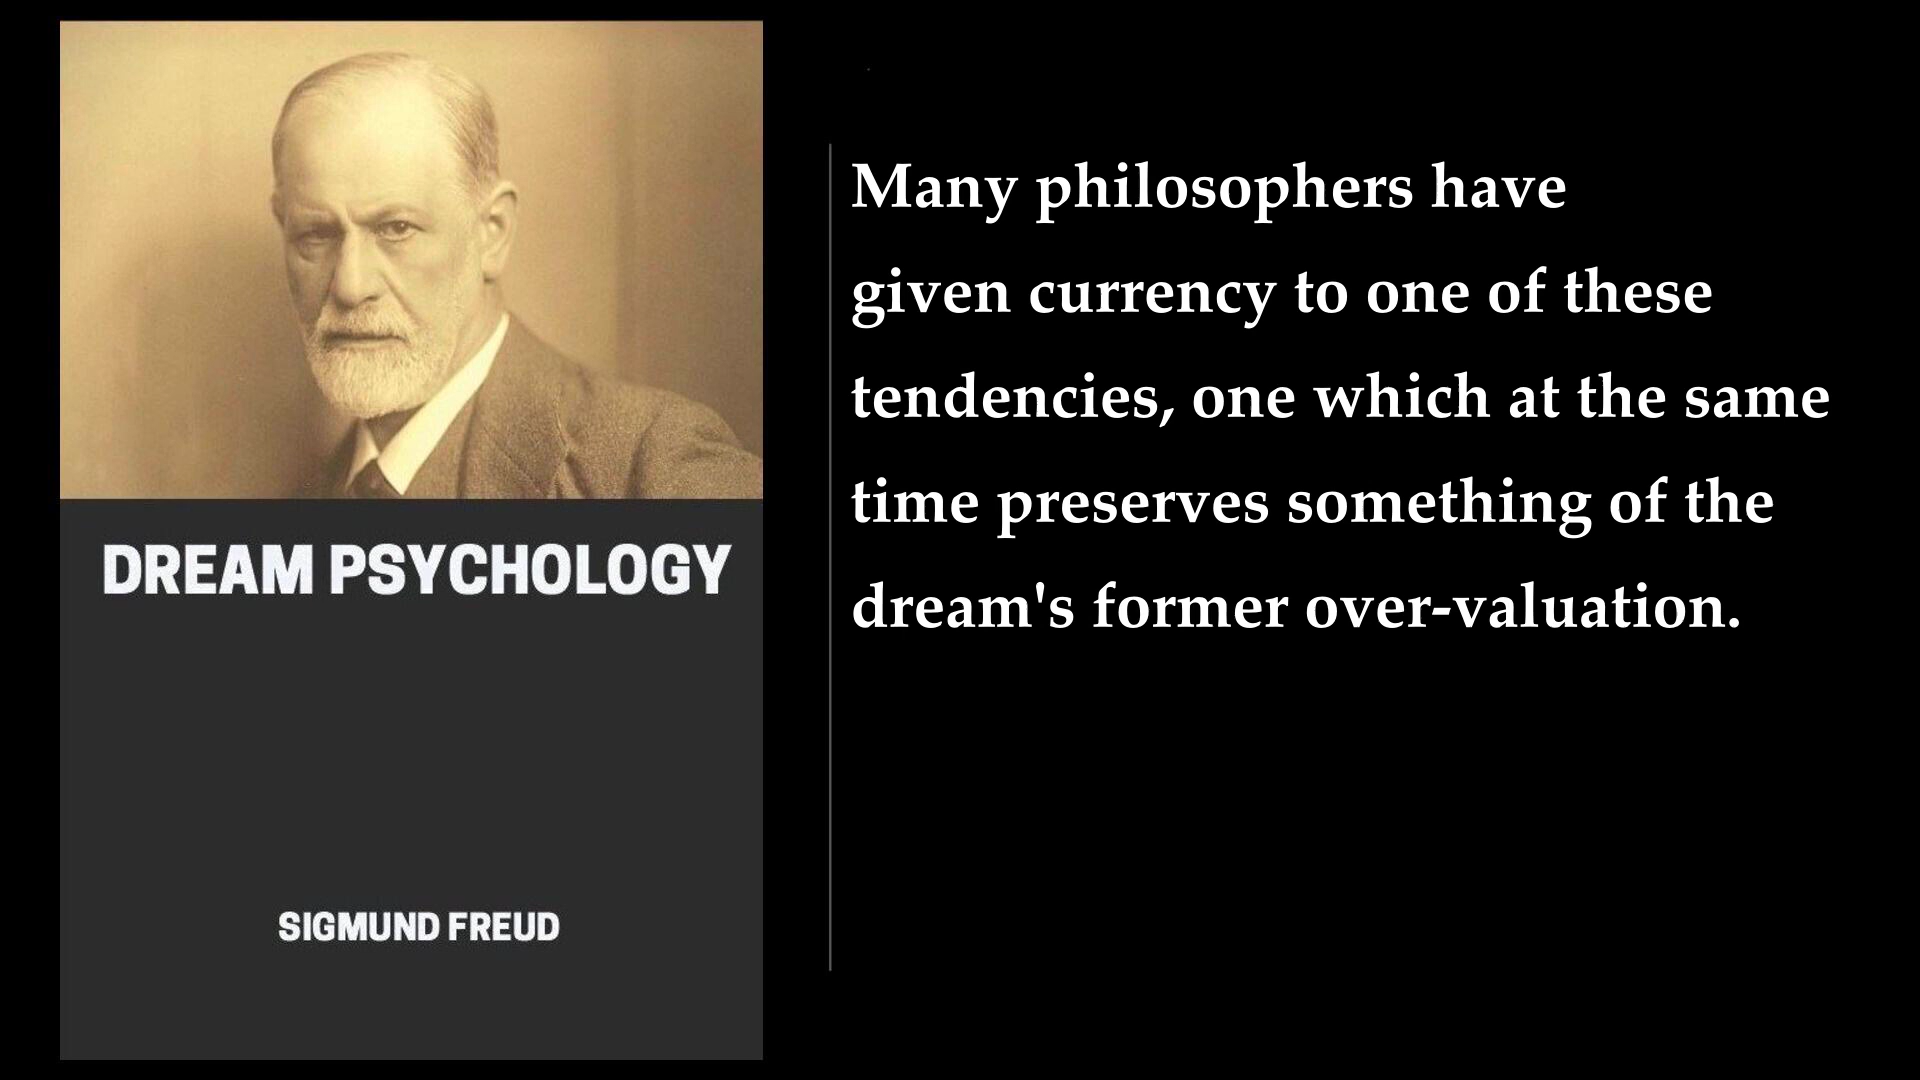 DREAM PSYCHOLOGY
SIGMUND FREUD
Many philosophers have
given currency to one of these
tendencies, one which at the same
time preserves something of the
dream's former over-valuation.